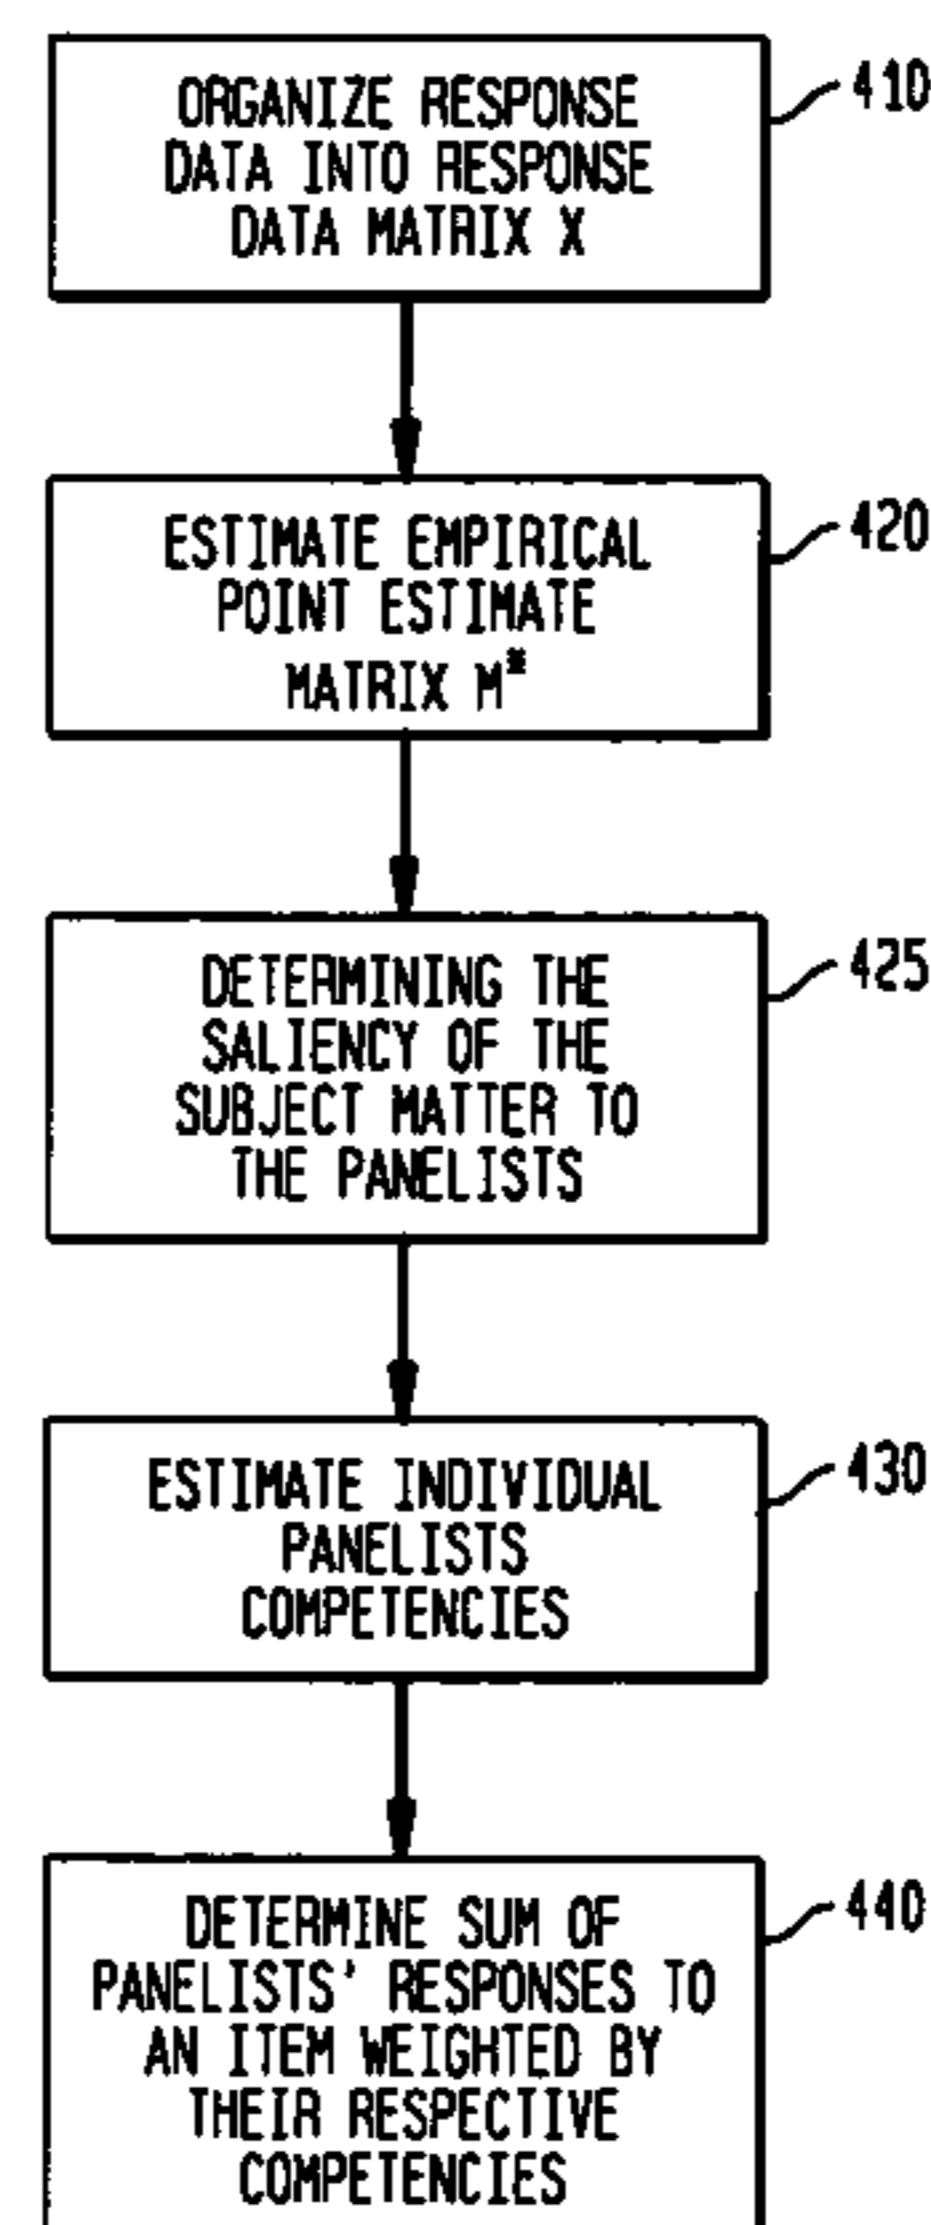 ORGANIZE RESPONSE
DATA INTO RESPONSE
DATA MATRIX X
410
ESTIMATE EMPIRICAL
POINT ESTIMATE
MATRIX M*
420
DETERMINING THE
SALIENCY OF THE
SUBJECT MATTER TO
THE PANELISTS
425
ESTIMATE INDIVIDUAL
PANELISTS
COMPETENCIES
430
DETERMINE SUM OF
PANELISTS' RESPONSES TO
AN ITEM WEIGHTED BY
THEIR RESPECTIVE
COMPETENCIES
440